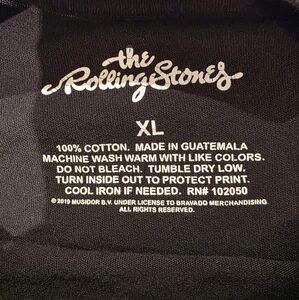 the
Rolling Stones
XL
100% COTTON. MADE IN GUATEMALA
MACHINE WASH WARM WITH LIKE COLORS.
DO NOT BLEACH. TUMBLE DRY LOW.
TURN INSIDE OUT TO PROTECT PRINT.
COOL IRON IF NEEDED. RN# 102050
© 2019 MUSIDOR B.V. UNDER LICENSE TO BRAVADO MERCHANDISING.
ALL RIGHTS RESERVED.